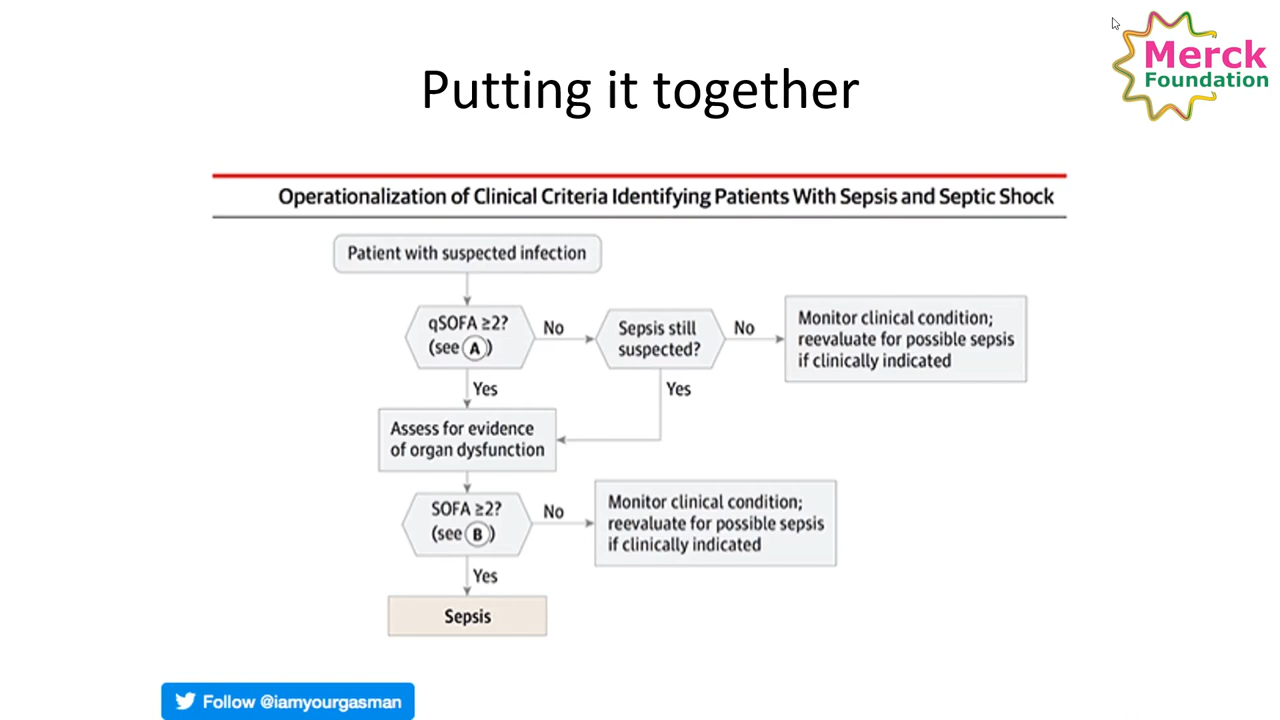 Merck
Foundation
Putting it together
Operationalization of Clinical Criteria Identifying Patients With Sepsis and Septic Shock
Patient with suspected infection
qSOFA ≥2?
(see A)
No
Sepsis still
suspected?
No
Monitor clinical condition;
reevaluate for possible sepsis
if clinically indicated
Yes
Yes
Assess for evidence
of organ dysfunction
SOFA ≥2?
(see B)
No
Monitor clinical condition;
reevaluate for possible sepsis
if clinically indicated
Yes
Sepsis
Follow @iamyourgasman